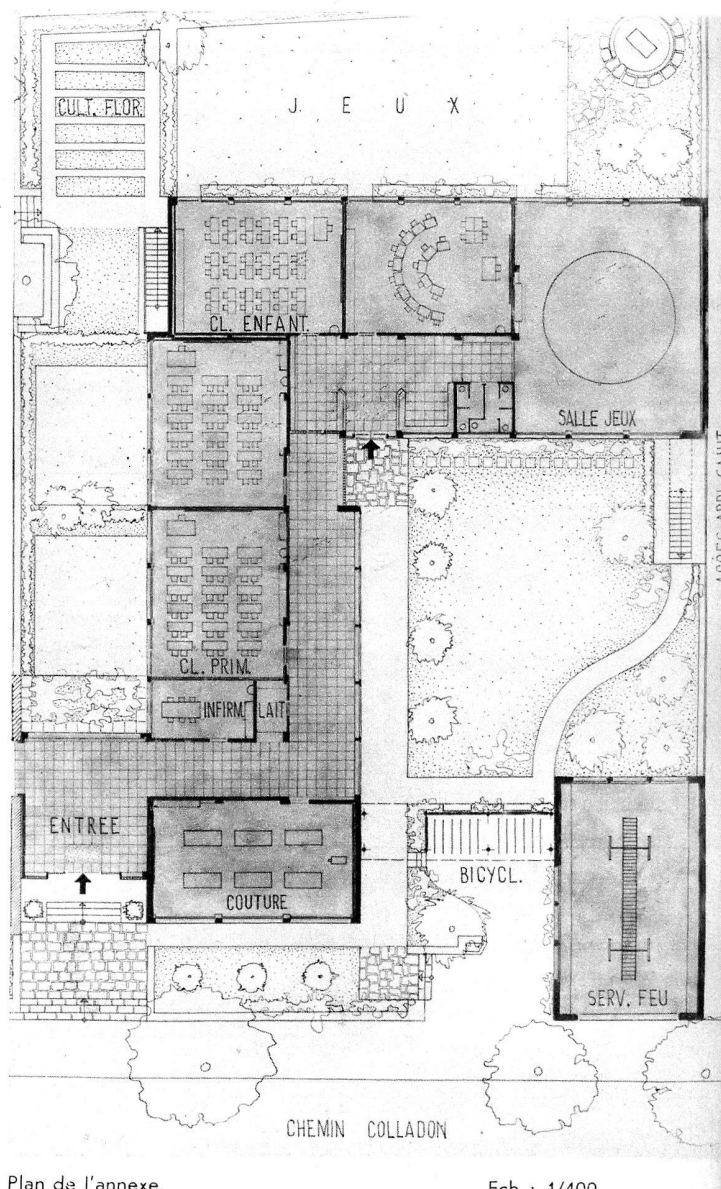 CULT. FLOR.
J E U X
CL. ENFANT.
SALLE JEUX
CL. PRIM.
INFIRM. LAIT
ENTREE
COUTURE
BICYCL.
SERV. FEU
CHEMIN COLLADON
Plan de l'annexe.
Ech. : 1/400